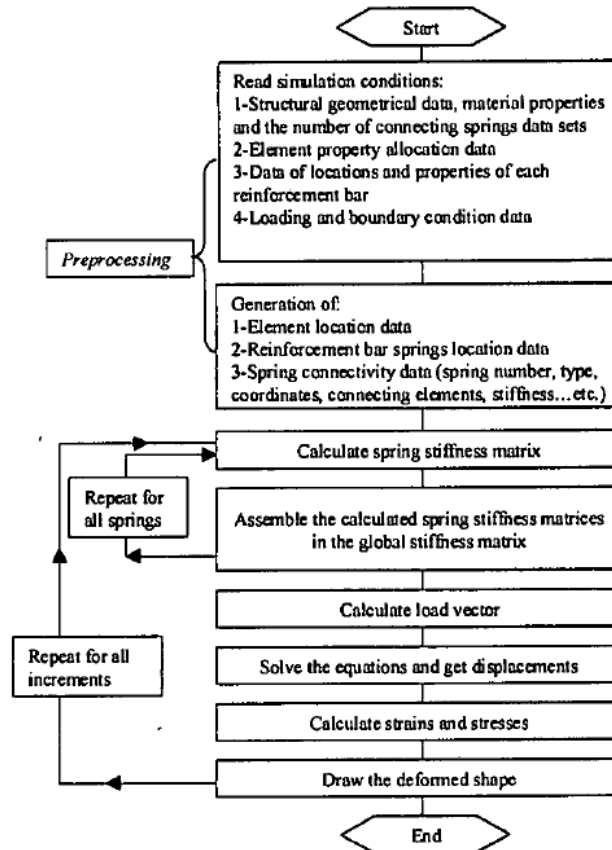 Start
Read simulation conditions:
1-Structural geometrical data, material properties
and the number of connecting springs data sets
2-Element property allocation data
3-Data of locations and properties of each
reinforcement bar
4-Loading and boundary condition data
Preprocessing
Generation of:
1-Element location data
2-Reinforcement bar springs location data
3-Spring connectivity data (spring number, type,
coordinates, connecting elements, stiffness...etc.)
Calculate spring stiffness matrix
Repeat for
all springs
Assemble the calculated spring stiffness matrices
in the global stiffness matrix
Calculate load vector
Repeat for all
increments
Solve the equations and get displacements
Calculate strains and stresses
Draw the deformed shape
End